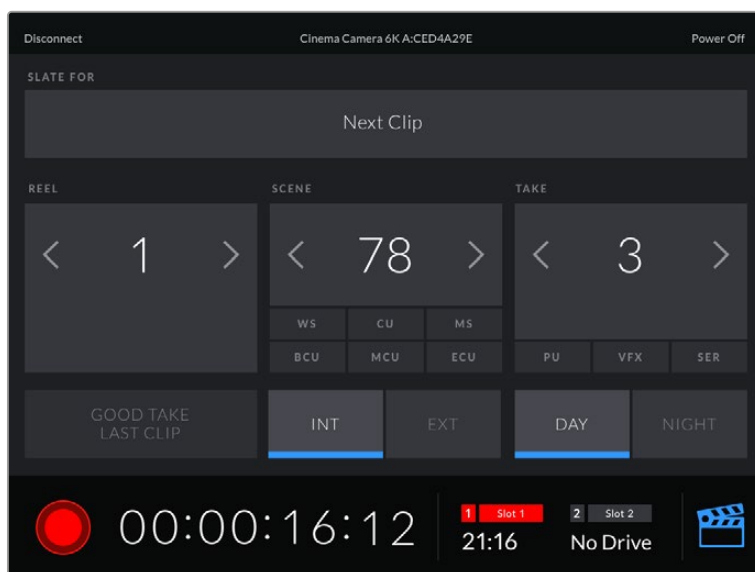 Disconnect
Cinema Camera 6K A:CED4A29E
Power Off
SLATE FOR
Next Clip
REEL
SCENE
TAKE
1
78
3
WS
CU
MS
BCU
MCU
ECU
PU
VFX
SER
GOOD TAKE
LAST CLIP
INT
EXT
DAY
NIGHT
00:00:16:12
1 Slot 1
21:16
2 Slot 2
No Drive